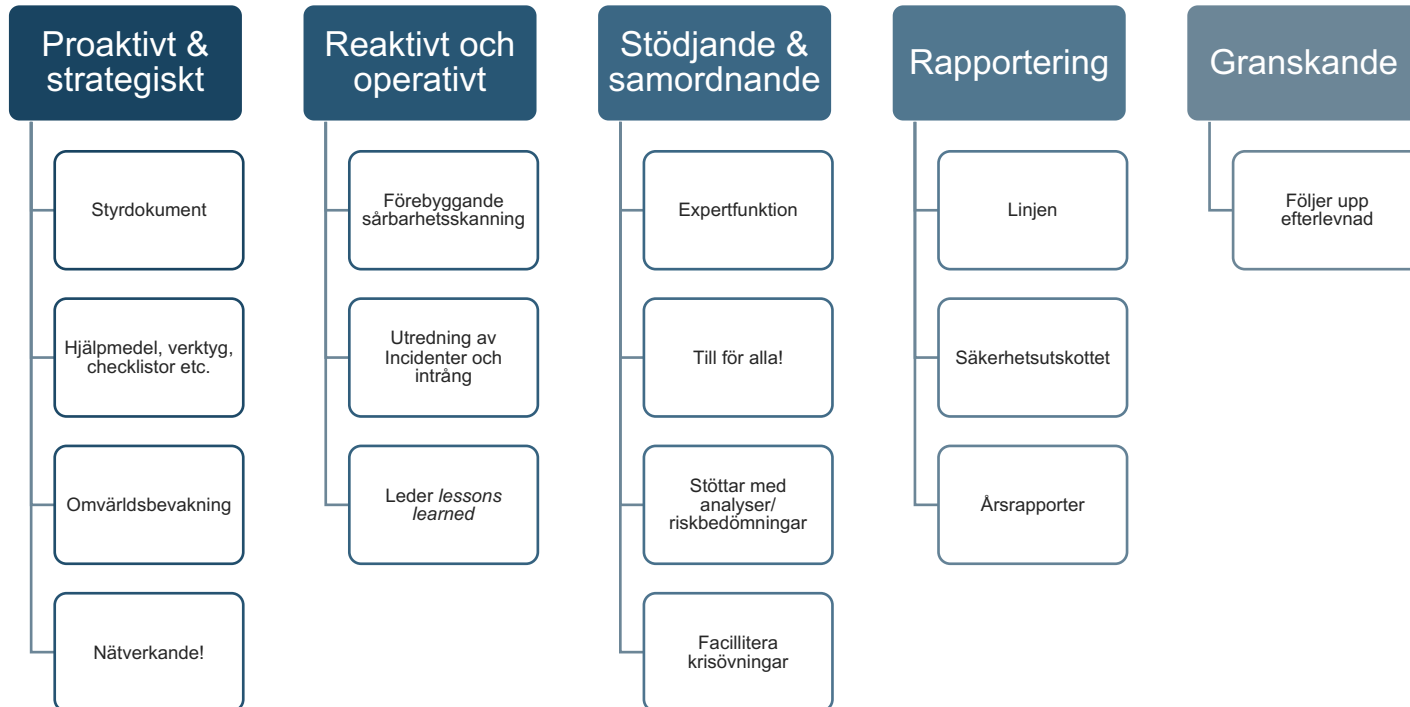 Proaktivt &
strategiskt
Styrdokument
Hjälpmedel, verktyg,
checklistor etc.
Omvärldsbevakning
Nätverkande!
Reaktivt och
operativt
Förebyggande
sårbarhetsskanning
Utredning av
Incidenter och
intrång
Leder lessons
learned
Stödjande &
samordnande
Expertfunktion
Till för alla!
Stöttar med
analyser/
riskbedömningar
Facillitera
krisövningar
Rapportering
Linjen
Säkerhetsutskottet
Årsrapporter
Granskande
Följer upp
efterlevnad